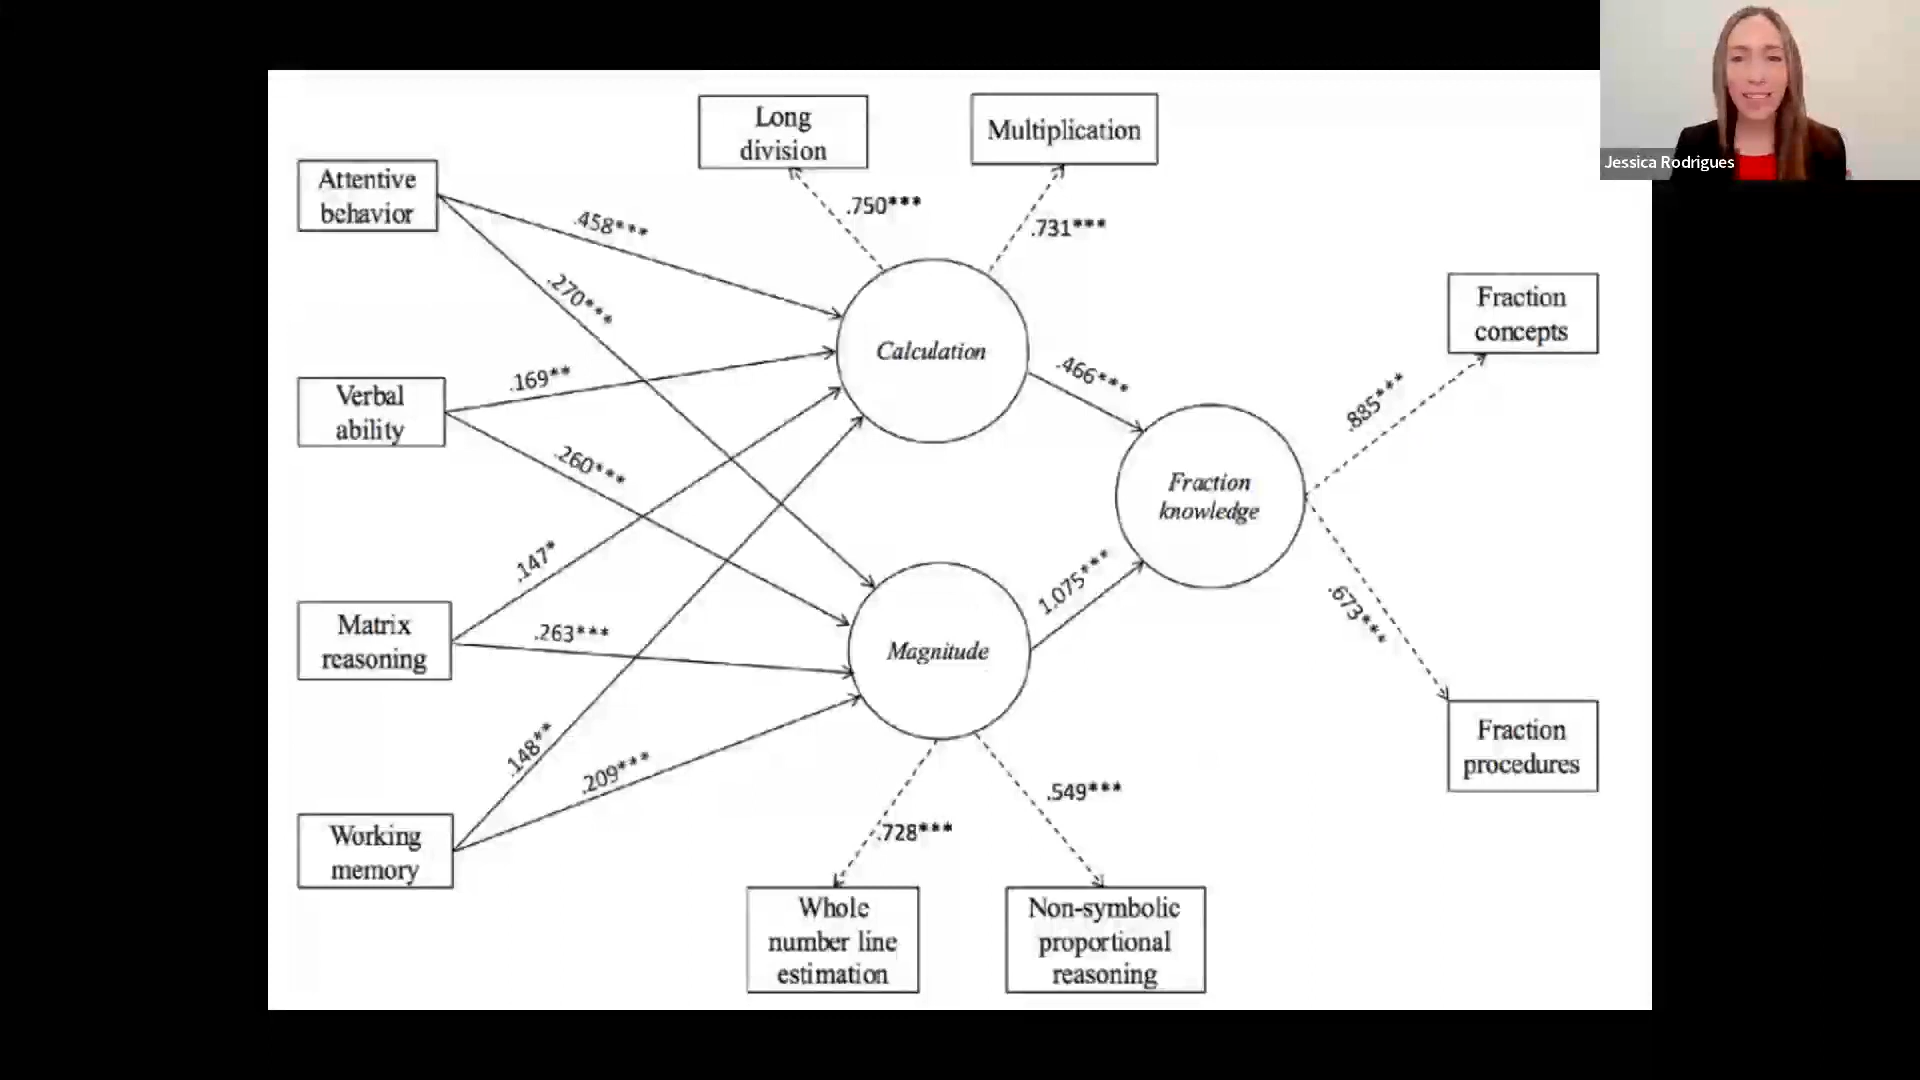 Long
division
Multiplication
Jessica Rodrigues
Attentive
behavior
.458***
.750***
.731***
.270***
Fraction
concepts
Calculation
.169**
.466***
.885***
Verbal
ability
.260***
Fraction
knowledge
.147*
1.075***
.673***
Matrix
reasoning
.263***
Magnitude
.148**
.209***
Fraction
procedures
.549***
.728***
Working
memory
Whole
number line
estimation
Non-symbolic
proportional
reasoning